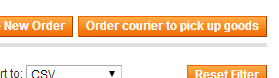 New Order
Order courier to pick up goods
rt to: CSV
Reset Filter